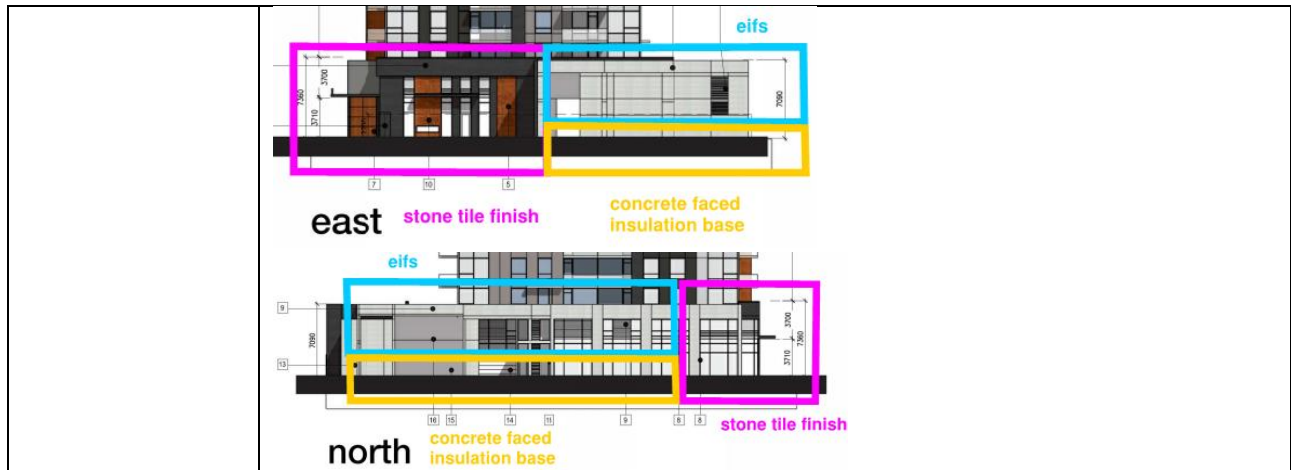 eifs
3700
7360
3710
7090
7
10
5
east
stone tile finish
concrete faced
insulation base
eifs
9
7090
13
3700
7360
3710
16
15
14
11
9
8
8
stone tile finish
north
concrete faced
insulation base